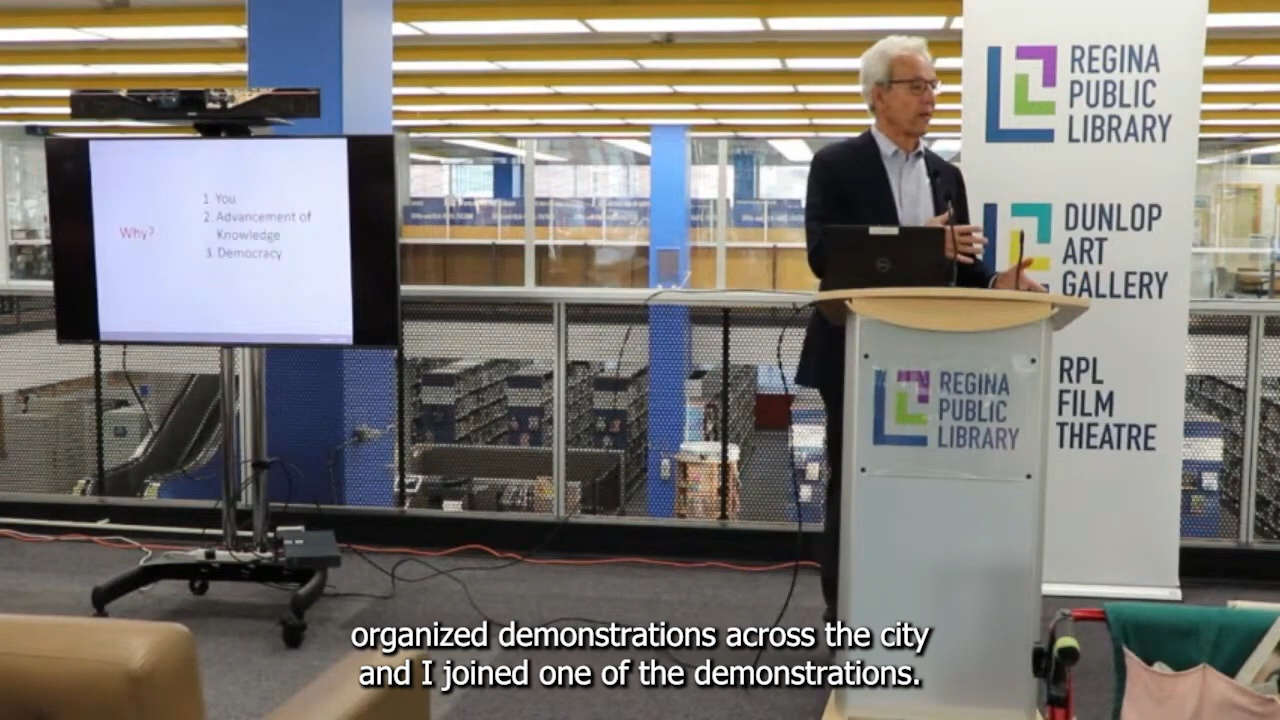 Why?
1. You
2. Advancement of
Knowledge
3. Democracy
REGINA
PUBLIC
LIBRARY
DUNLOP
ART
GALLERY
RPL
FILM
THEATRE
REGINA
PUBLIC
LIBRARY
DELL
organized demonstrations across the city
and I joined one of the demonstrations.